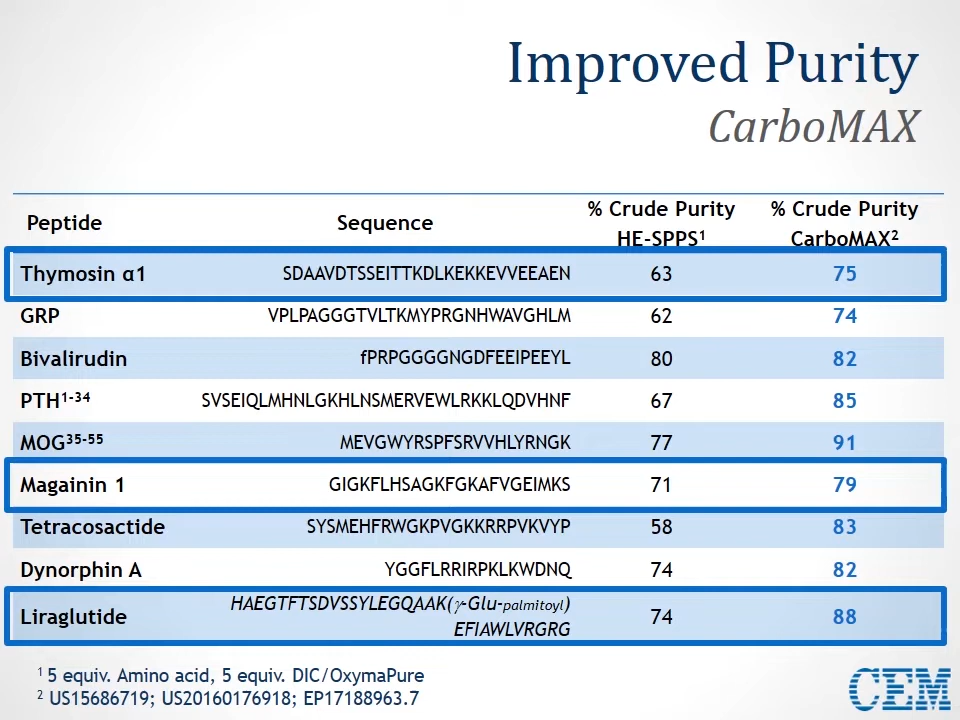 Improved Purity
CarboMAX
Peptide Sequence % Crude Purity HE-SPPS¹ % Crude Purity CarboMAX²
Thymosin α1 SDAAVDTSSEITTKDLKEKKEVVEEAEN 63 75
GRP VPLPAGGGTVLTKMYPRGNHWAVGHLM 62 74
Bivalirudin fPRPGGGGNGDFEEIPEEYL 80 82
PTH¹⁻³⁴ SVSEIQLMHNLGKHLNSMERVEWLRKKLQDVHNF 67 85
MOG³⁵⁻⁵⁵ MEVGWYRSPFSRVVHLYRNGK 77 91
Magainin 1 GIGKFLHSAGKFGKAFVGEIMKS 71 79
Tetracosactide SYSMEHFRWGKPVGKKRRPVKVYP 58 83
Dynorphin A YGGFLRRIRPKLKWDNQ 74 82
Liraglutide HAEGTFTSDVSSYLEGQAAK(γ-Glu-palmitoyl) EFIAWLVRGRG 74 88
¹ 5 equiv. Amino acid, 5 equiv. DIC/OxymaPure
² US15686719; US20160176918; EP17188963.7
CEM